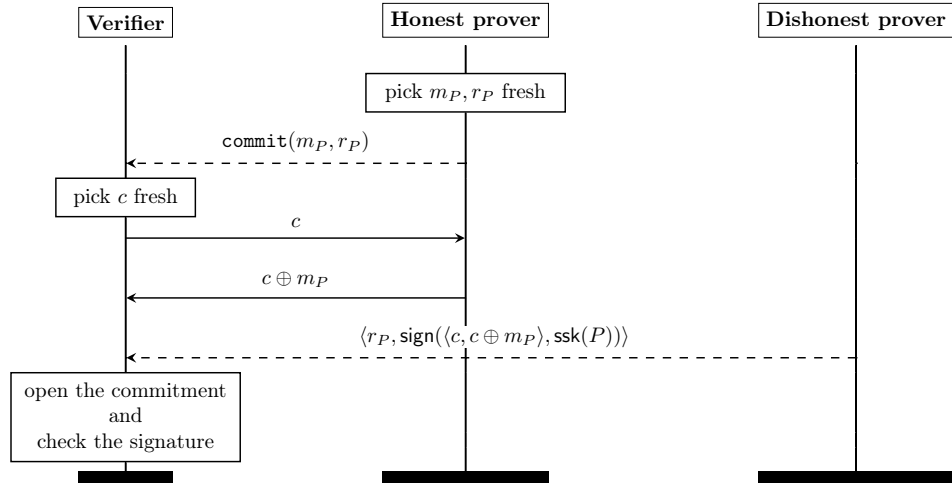 Verifier Honest prover Dishonest prover
pick m_P, r_P fresh
commit(m_P, r_P)
pick c fresh
c
c ⊕ m_P
⟨r_P, sign(⟨c, c ⊕ m_P⟩, ssk(P))⟩
open the commitment
and
check the signature